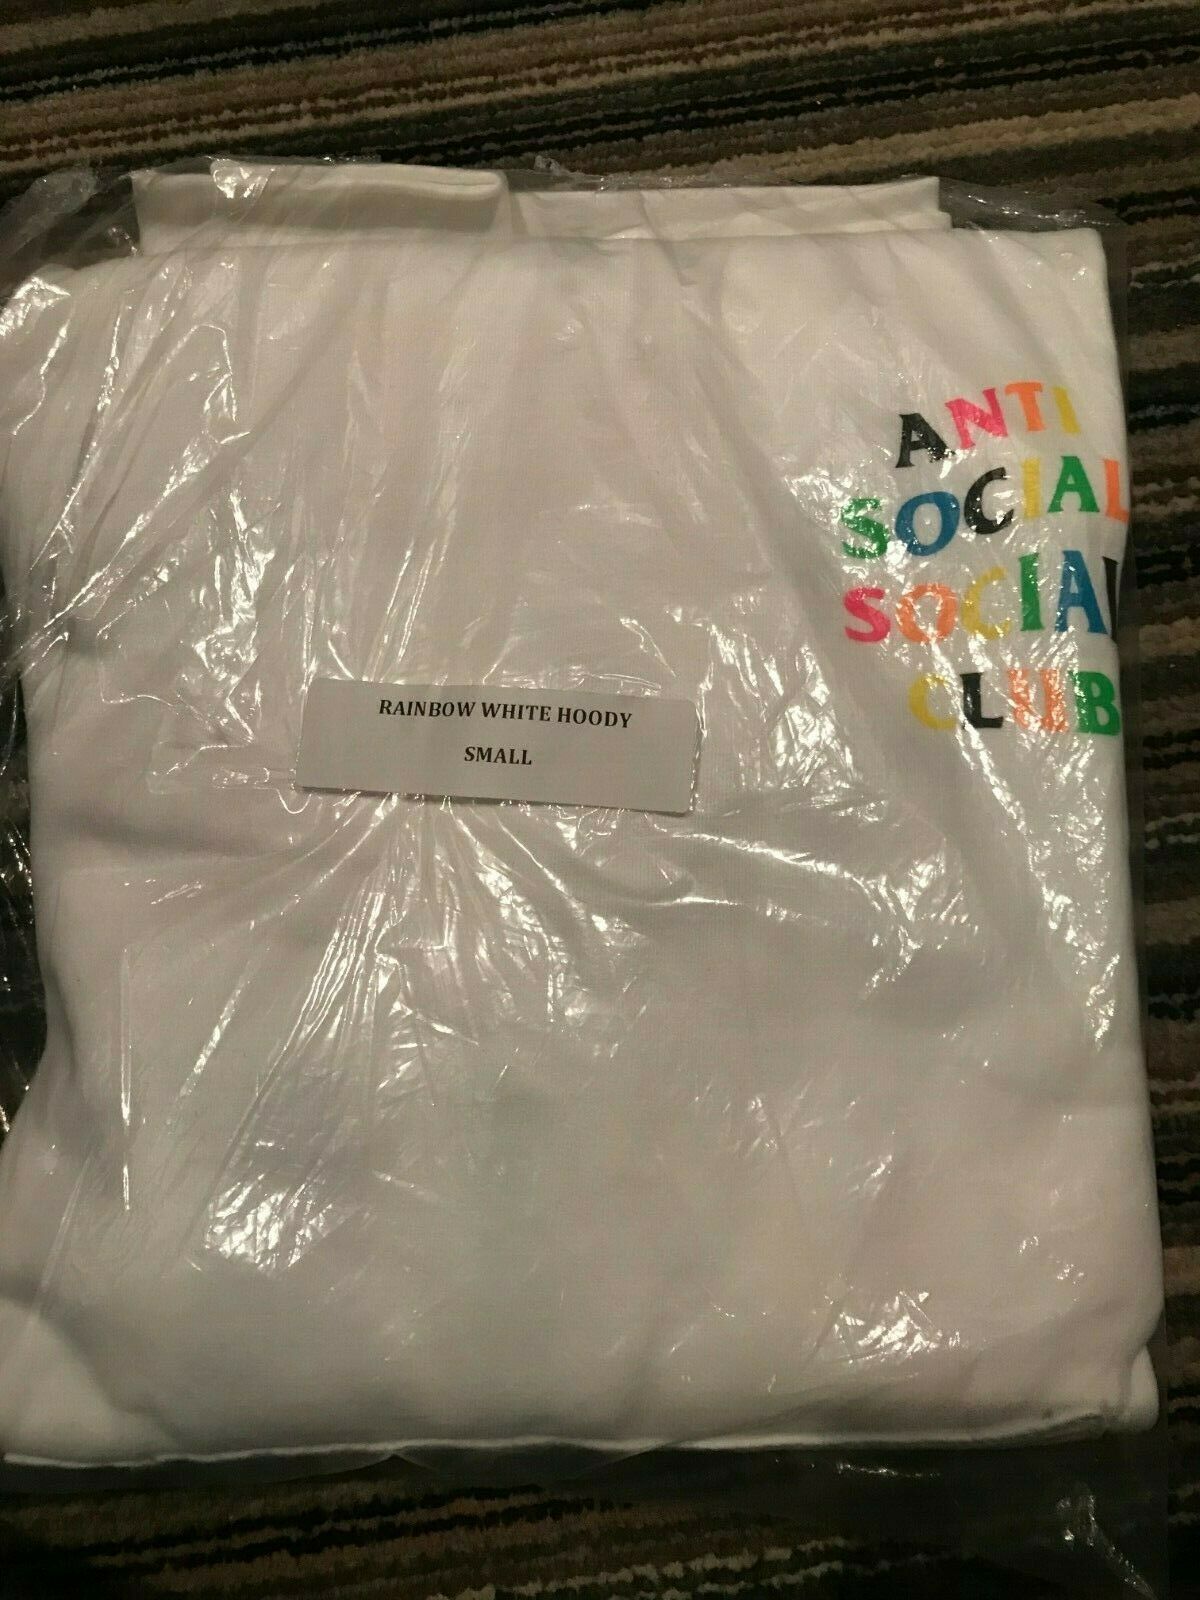 ANTI
SOCIAL
SOCIAL
CLUB
RAINBOW WHITE HOODY
SMALL